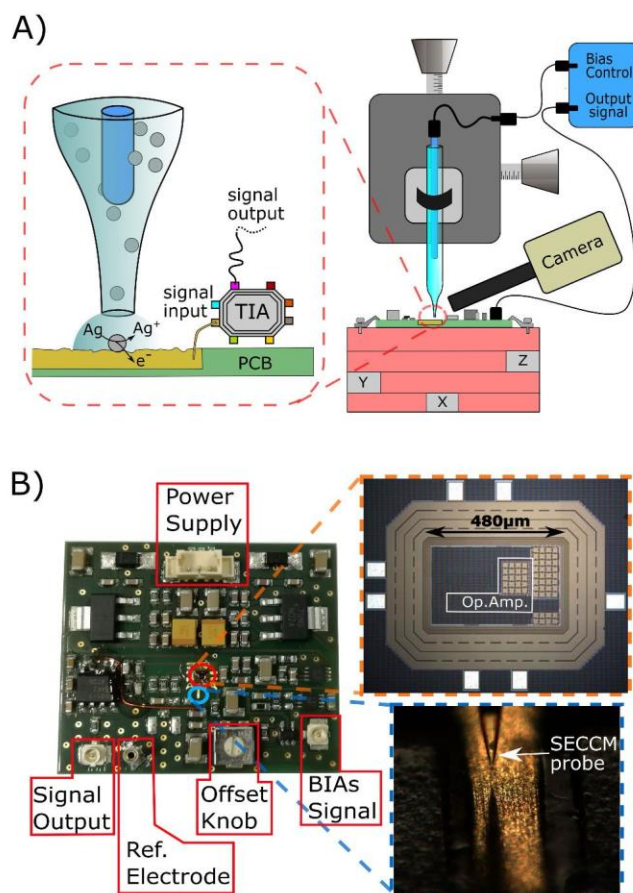 A)
signal
output
signal
input
TIA
Ag
Ag⁺
e⁻
PCB
Bias
Control
Output
signal
Camera
Z
Y
X
B)
Power
Supply
480μm
Op.Amp.
SECCM
probe
Signal
Output
Ref.
Electrode
Offset
Knob
BIAs
Signal